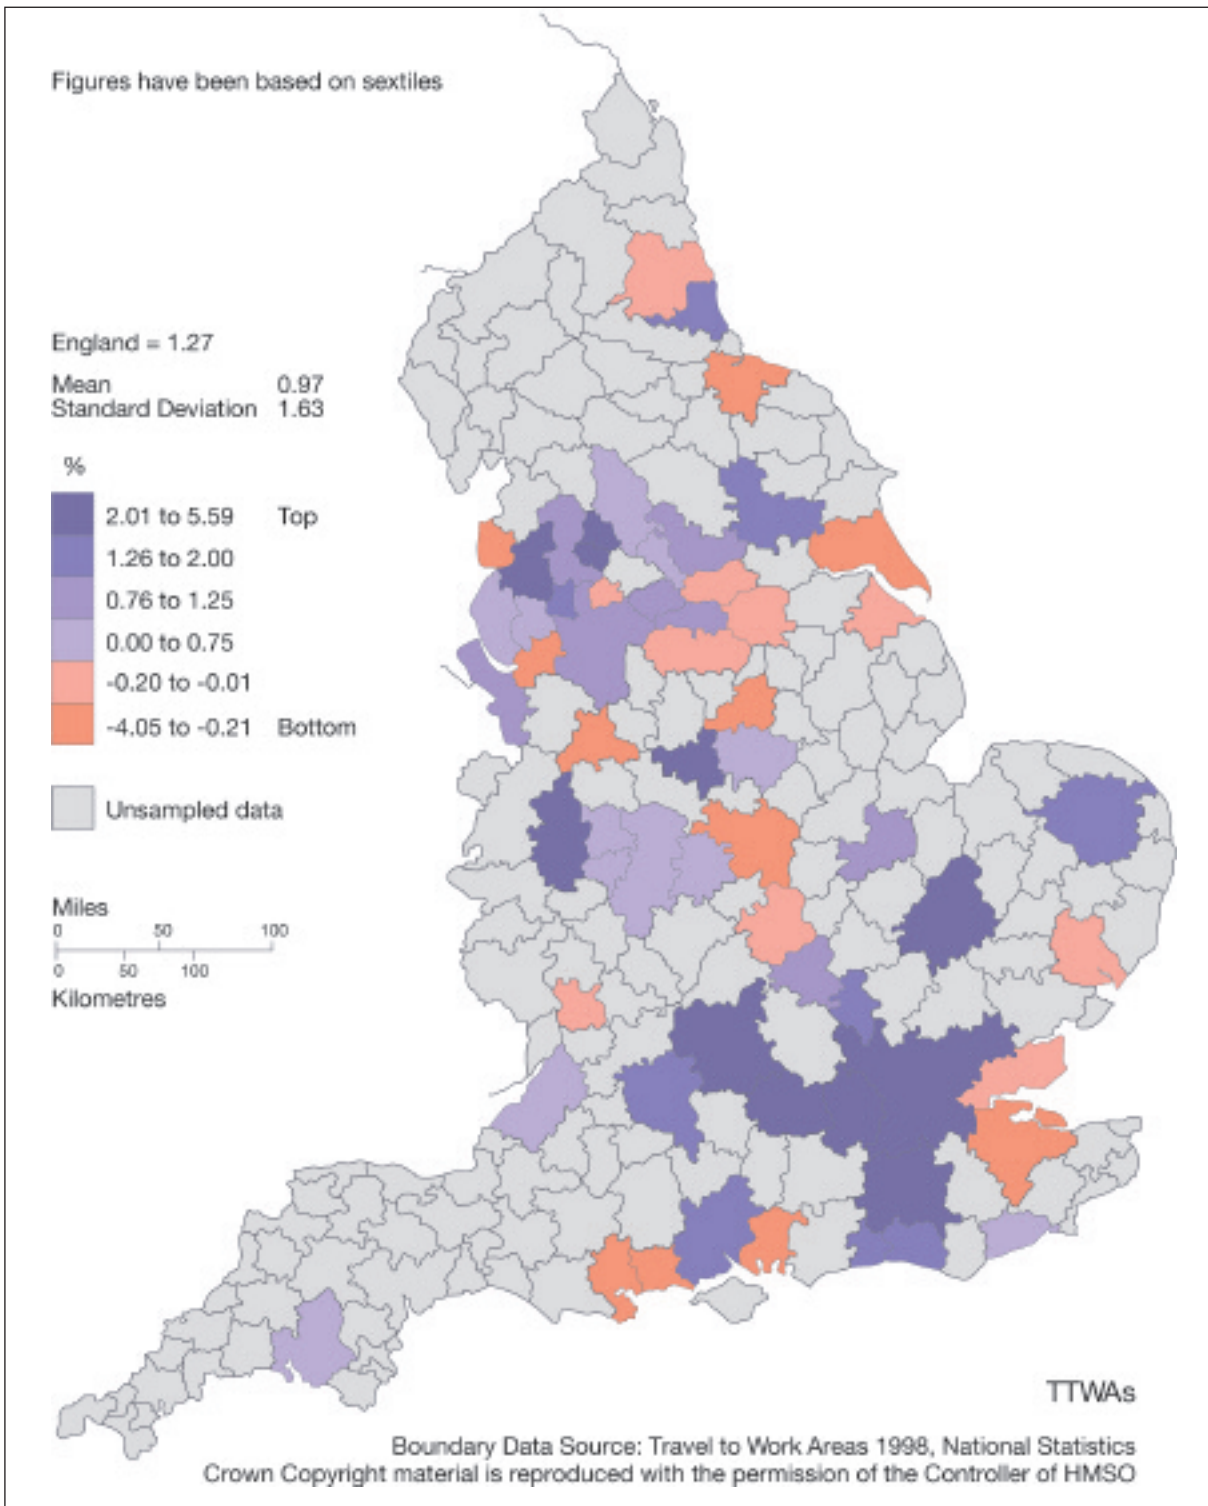 Figures have been based on sextiles
England = 1.27
Mean 0.97
Standard Deviation 1.63
%
2.01 to 5.59 Top
1.26 to 2.00
0.76 to 1.25
0.00 to 0.75
-0.20 to -0.01
-4.05 to -0.21 Bottom
Unsampled data
Miles
0 50 100
0 50 100
Kilometres
TTWAs
Boundary Data Source: Travel to Work Areas 1998, National Statistics
Crown Copyright material is reproduced with the permission of the Controller of HMSO